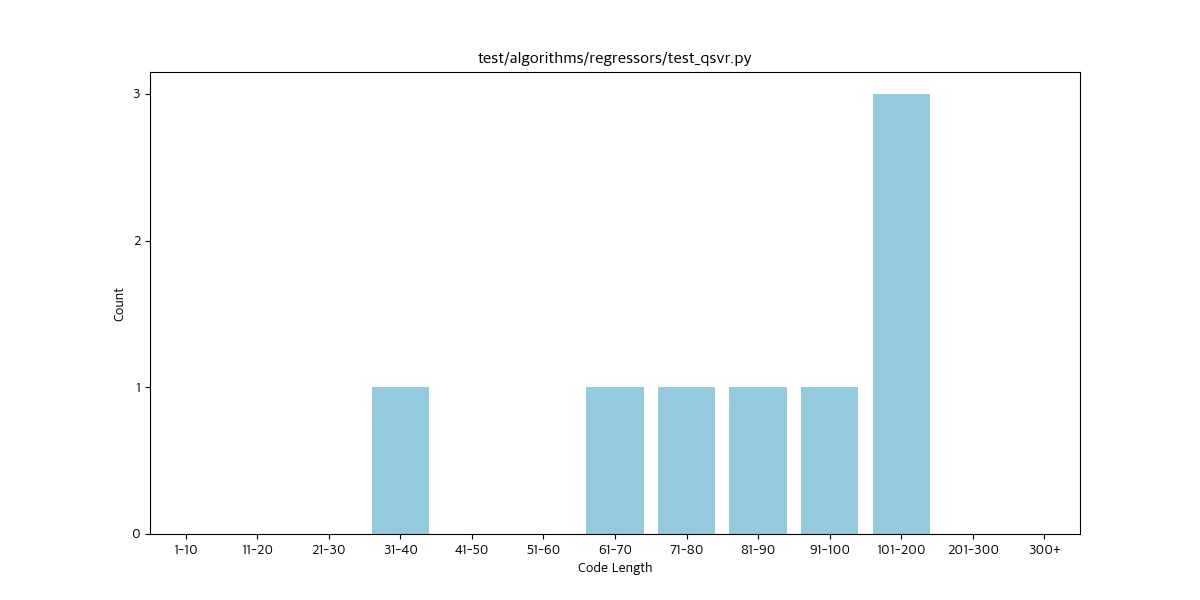 test/algorithms/regressors/test_qsvr.py
3
2
1
0
Count
1-10 11-20 21-30 31-40 41-50 51-60 61-70 71-80 81-90 91-100 101-200 201-300 300+
Code Length